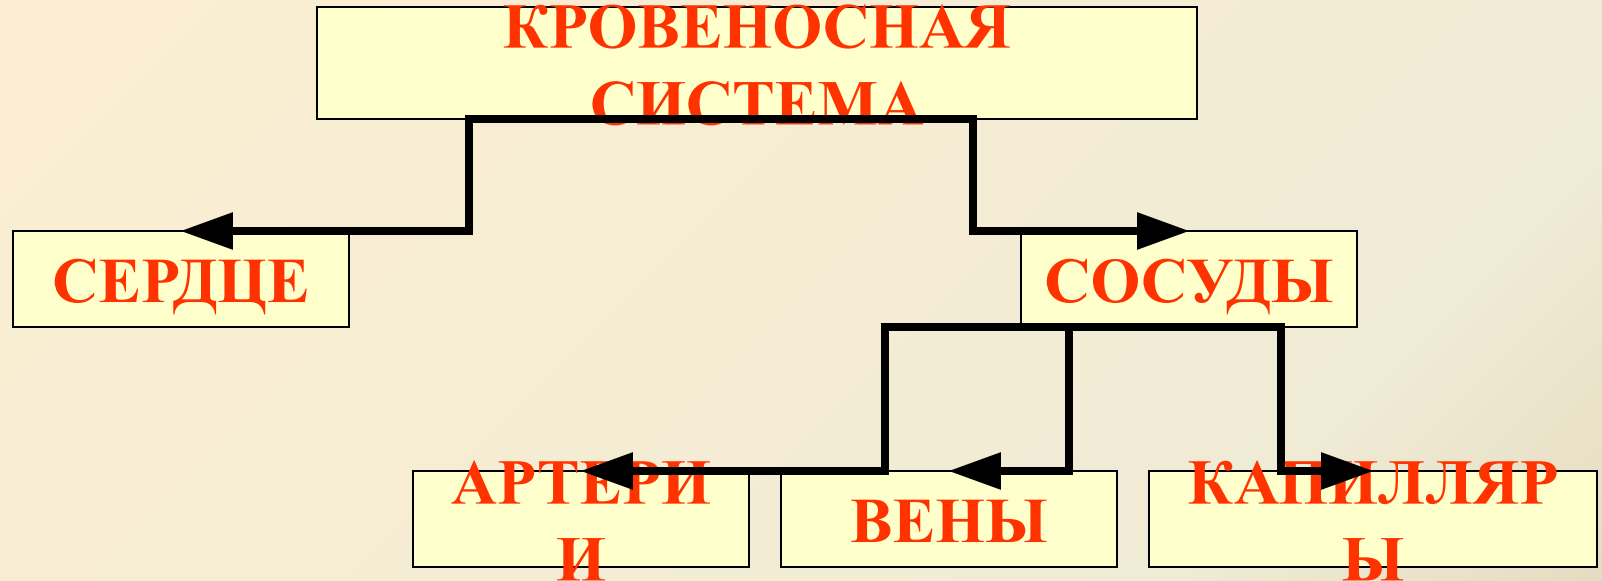 КРОВЕНОСНАЯ
СИСТЕМА
СЕРДЦЕ
СОСУДЫ
АРТЕРИ
И
ВЕНЫ
КАПИЛЛЯР
Ы